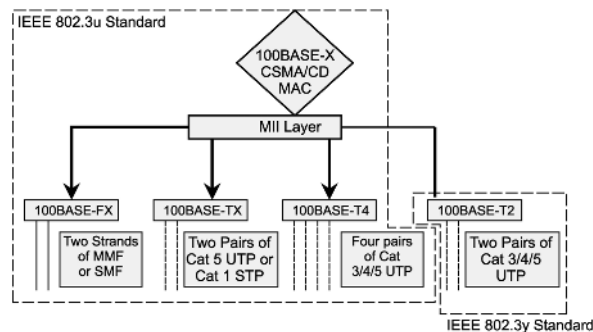 IEEE 802.3u Standard
100BASE-X
CSMA/CD
MAC
MII Layer
100BASE-FX
100BASE-TX
100BASE-T4
100BASE-T2
Two Strands
of MMF
or SMF
Two Pairs of
Cat 5 UTP or
Cat 1 STP
Four pairs
of Cat
3/4/5 UTP
Two Pairs of
Cat 3/4/5
UTP
IEEE 802.3y Standard